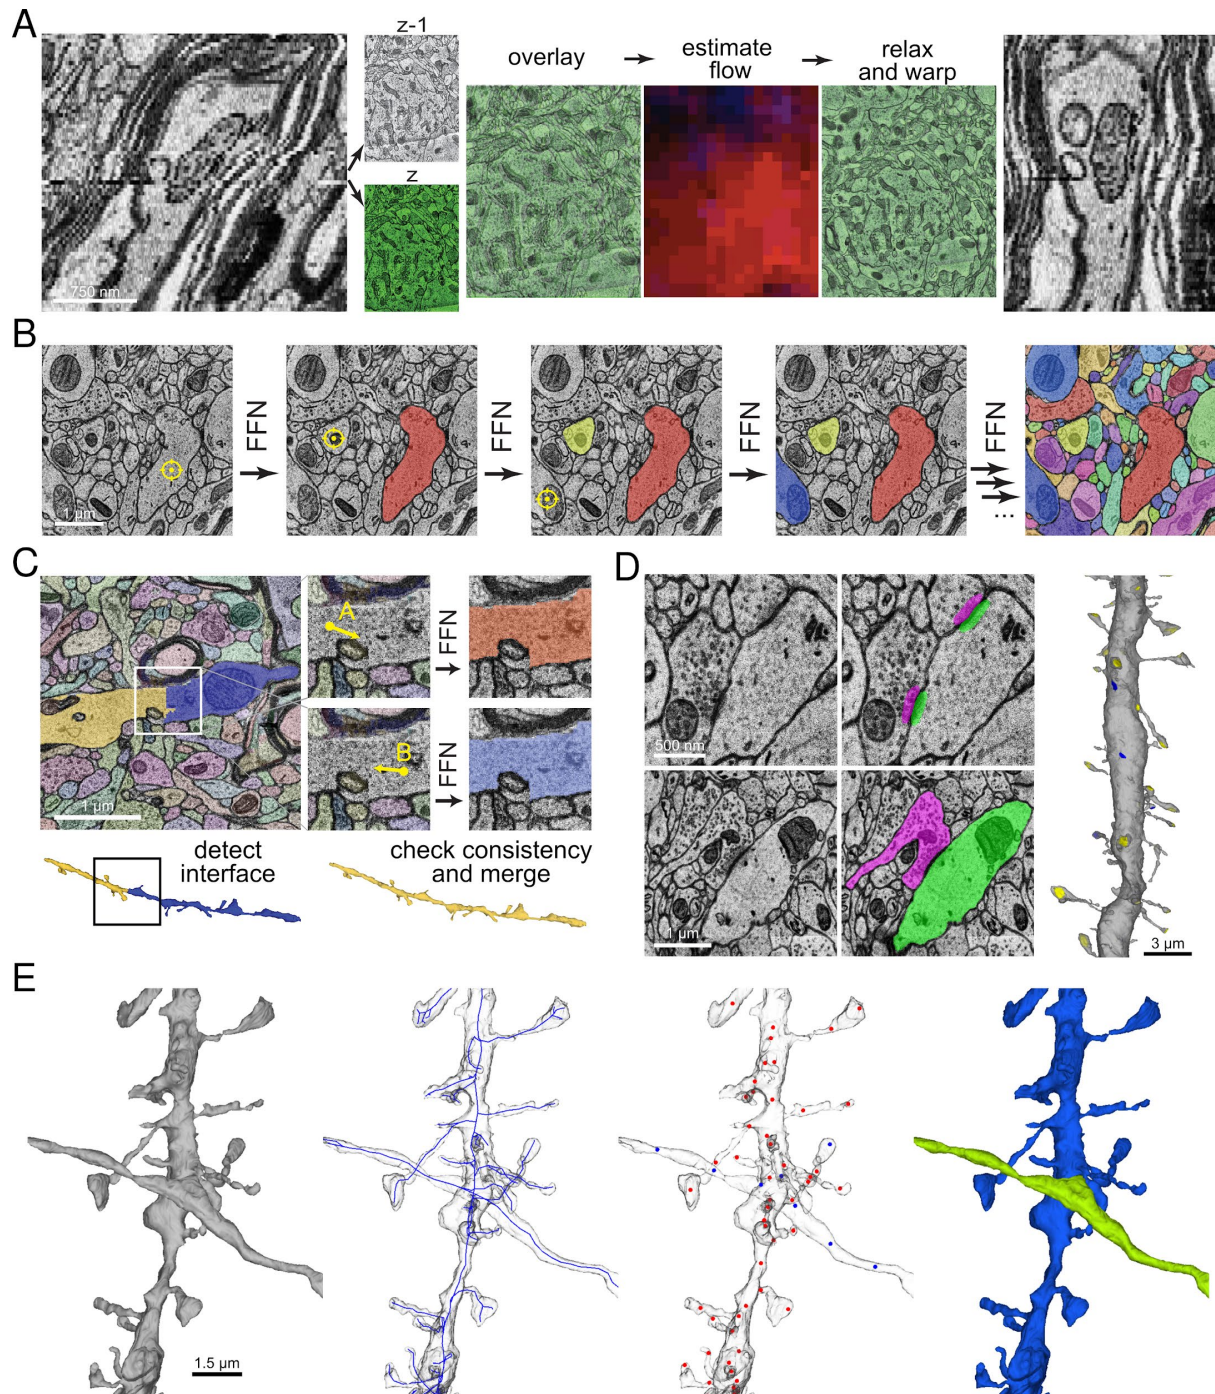 A
z-1
z
overlay
estimate
flow
relax
and warp
750 nm
B
FFN
FFN
FFN
FFN
...
1 µm
C
A
FFN
B
FFN
1 µm
detect
interface
check consistency
and merge
D
500 nm
1 µm
3 µm
E
1.5 µm